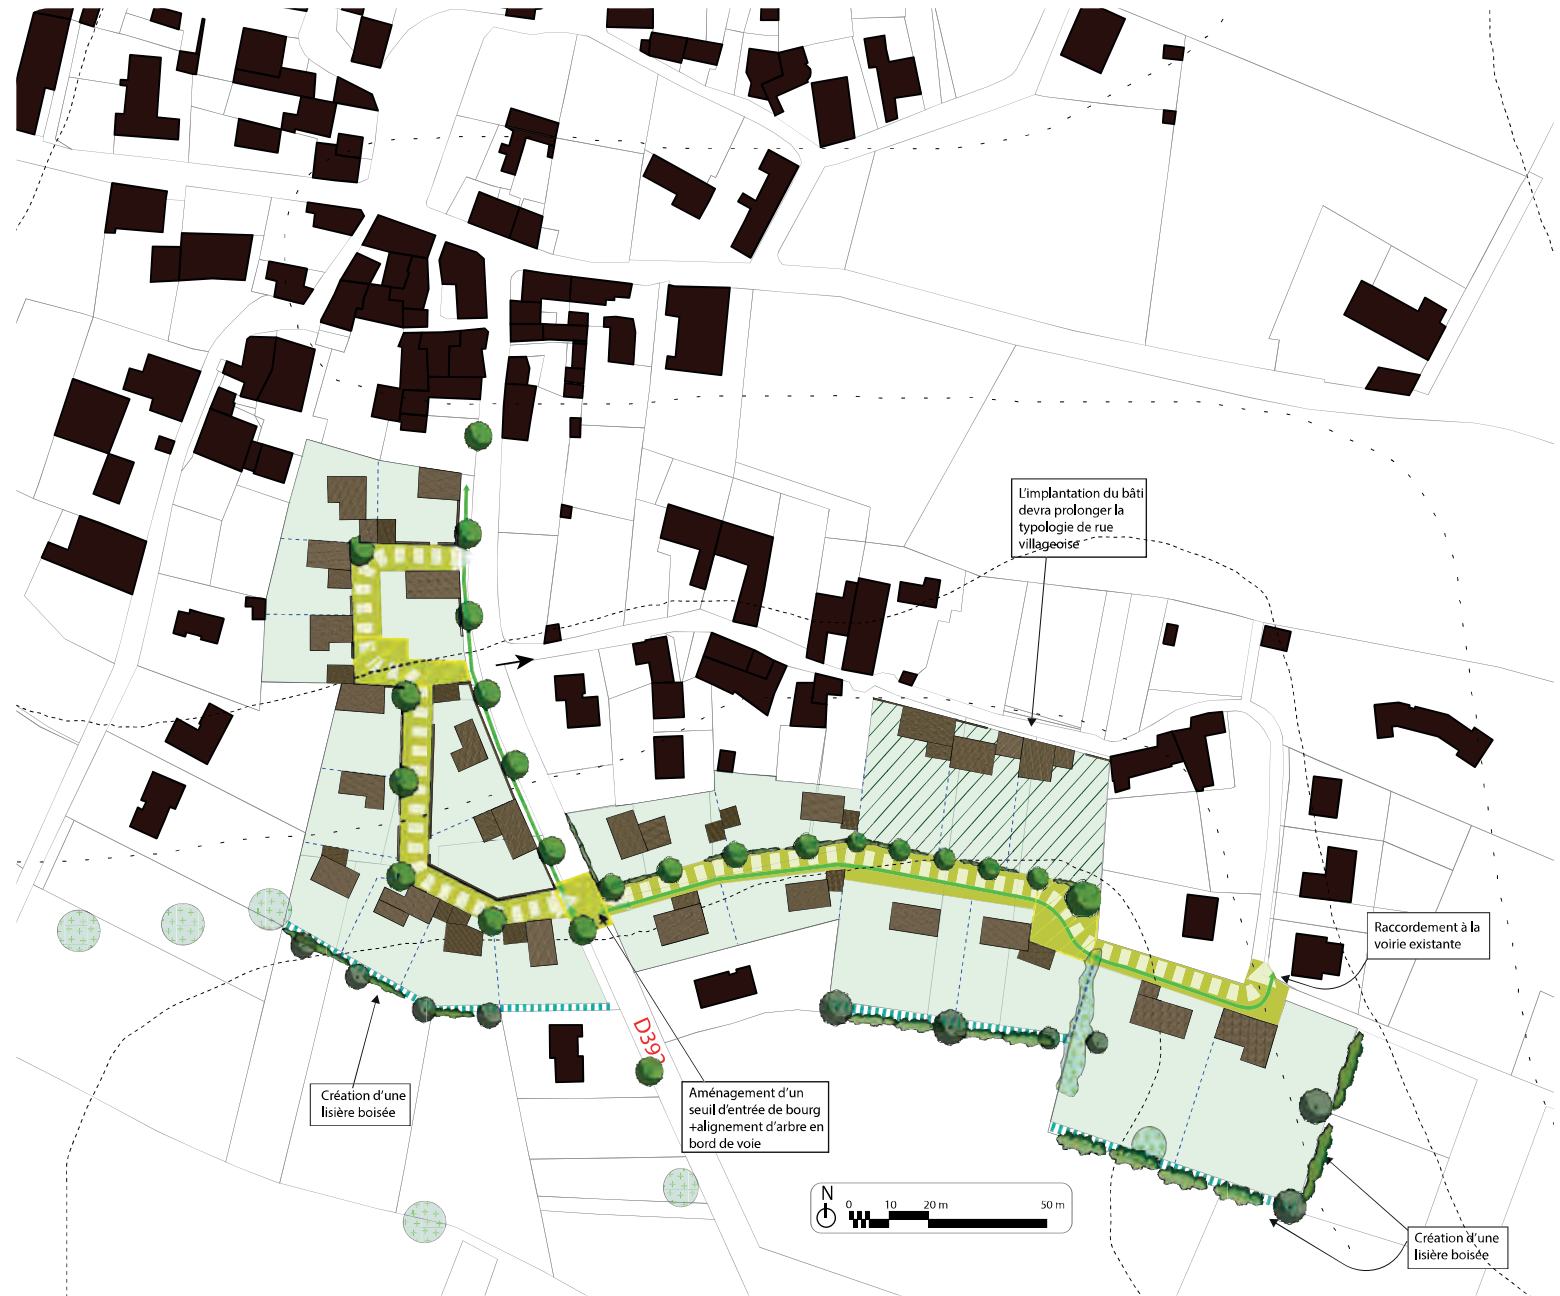 L'implantation du bâti
devra prolonger la
typologie de rue
villageoise
Raccordement à la
voirie existante
D392
Création d'une
lisière boisée
Aménagement d'un
seuil d'entrée de bourg
+alignement d'arbre en
bord de voie
N
0 10 20 m 50 m
Création d'une
lisière boisée